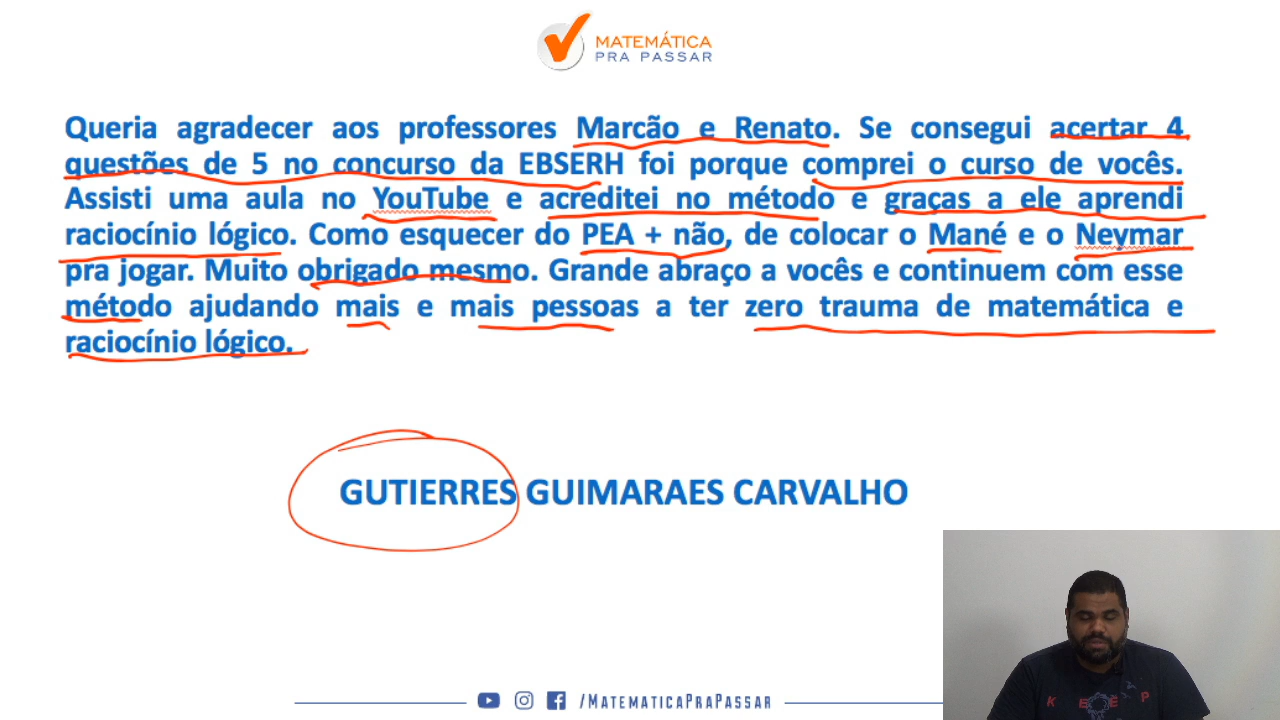 MATEMÁTICA
PRA PASSAR
Queria agradecer aos professores Marcão e Renato. Se consegui acertar 4
questões de 5 no concurso da EBSERH foi porque comprei o curso de vocês.
Assisti uma aula no YouTube e acreditei no método e graças a ele aprendi
raciocínio lógico. Como esquecer do PEA + não, de colocar o Mané e o Neymar
pra jogar. Muito obrigado mesmo. Grande abraço a vocês e continuem com esse
método ajudando mais e mais pessoas a ter zero trauma de matemática e
raciocínio lógico.
GUTIERRES GUIMARAES CARVALHO
K E E P
/MATEMATICAPRAPASSAR